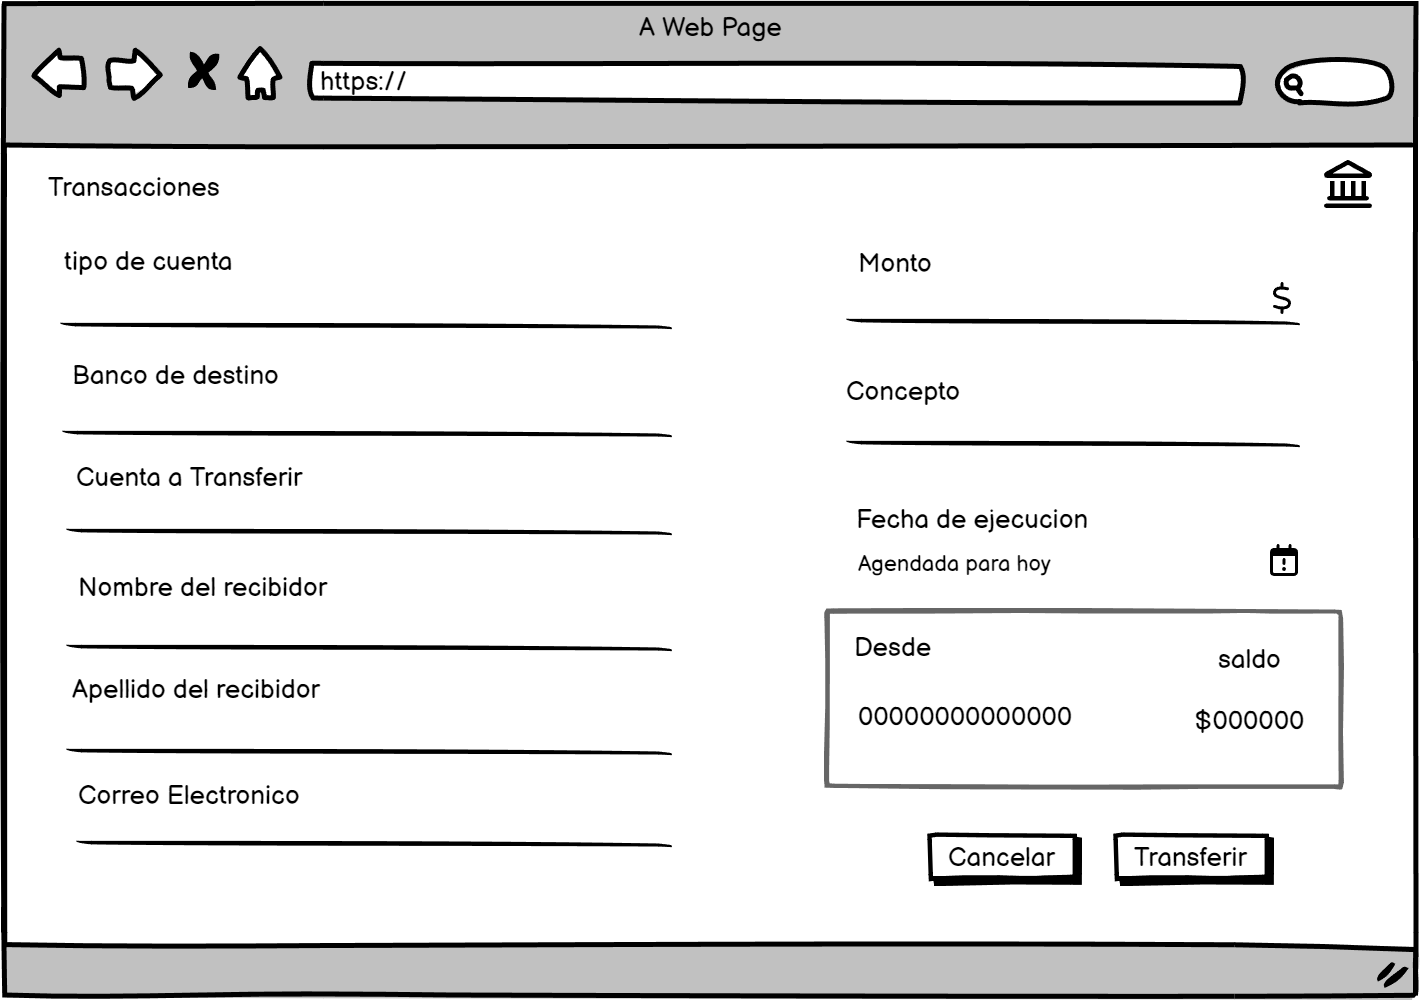 A Web Page
https://
Transacciones
tipo de cuenta
Banco de destino
Cuenta a Transferir
Nombre del recibidor
Apellido del recibidor
Correo Electronico
Monto
$
Concepto
Fecha de ejecucion
Agendada para hoy
Desde
saldo
00000000000000
$000000
Cancelar
Transferir